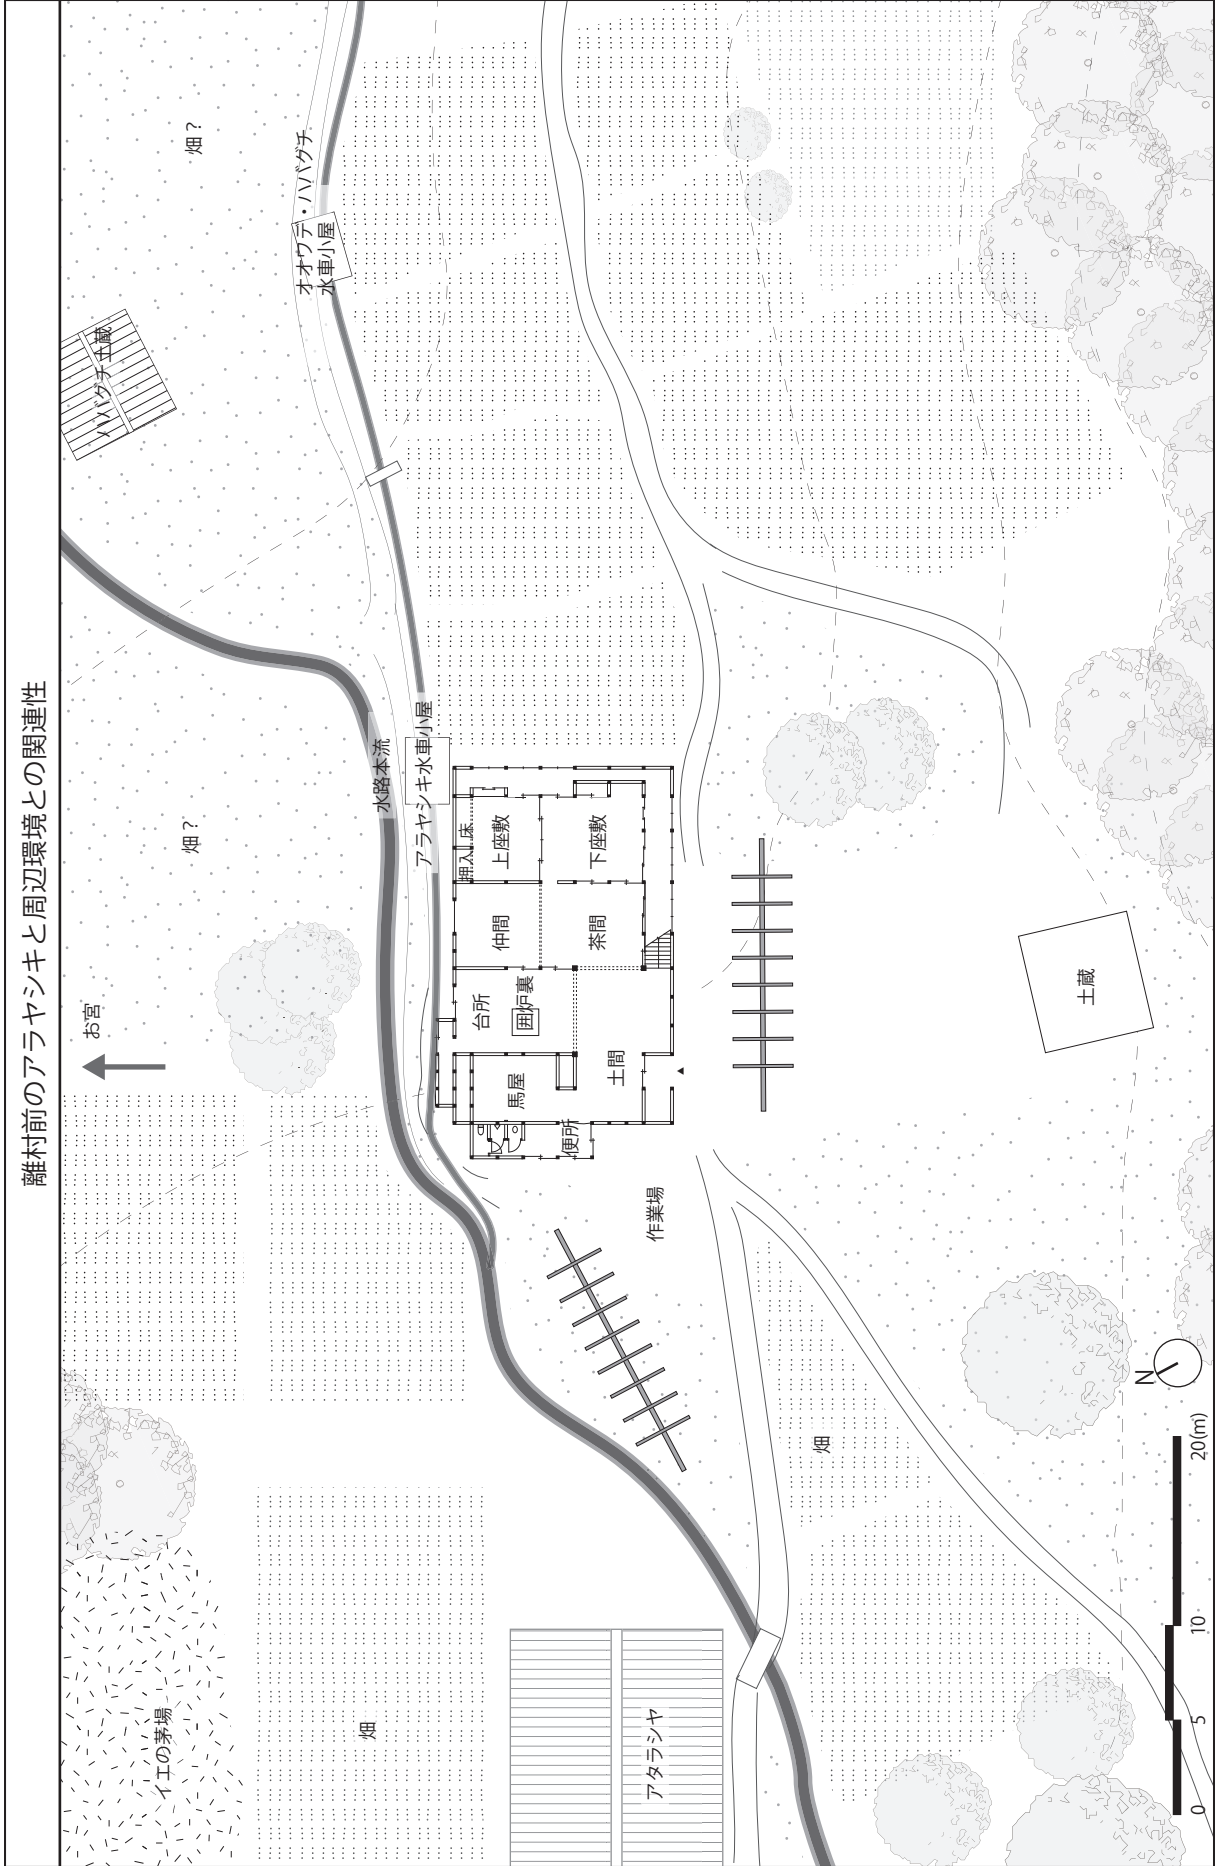 離村前のアラヤシキと周辺環境との関連性
イエの茅場
お宮
ハバグチ土蔵
畑？
畑？
オオウデ・ハバグチ
水車小屋
畑
水路本流
アラヤシキ水車小屋
押入
床
台所
仲間
上座敷
馬屋
囲炉裏
便所
土間
茶間
下座敷
アタラシヤ
作業場
畑
土蔵
N
0
5
10
20(m)